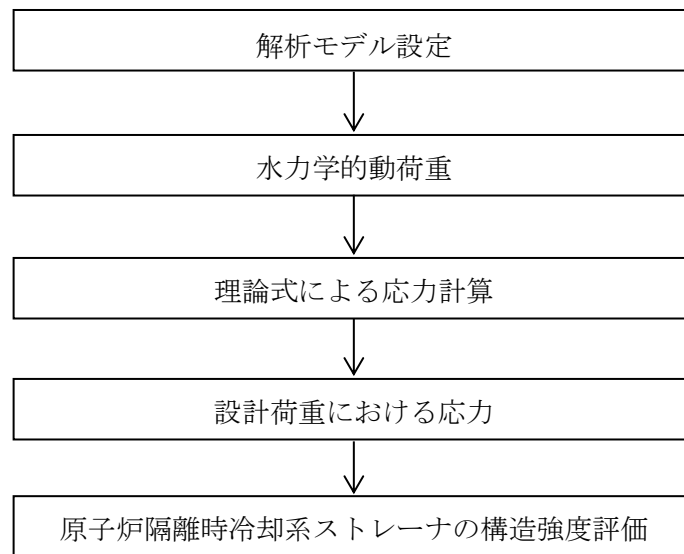 解析モデル設定
水力学的動荷重
理論式による応力計算
設計荷重における応力
原子炉隔離時冷却系ストレーナの構造強度評価